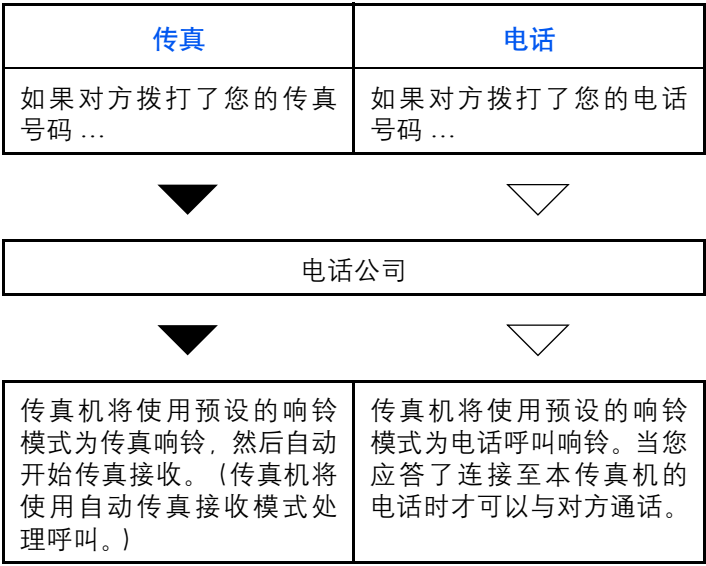 传真
电话
如果对方拨打了您的传真
号码 ...
如果对方拨打了您的电话
号码 ...
电话公司
传真机将使用预设的响铃
模式为传真响铃，然后自动
开始传真接收。（传真机将
使用自动传真接收模式处
理呼叫。）
传真机将使用预设的响铃
模式为电话呼叫响铃。当您
应答了连接至本传真机的
电话时才可以与对方通话。